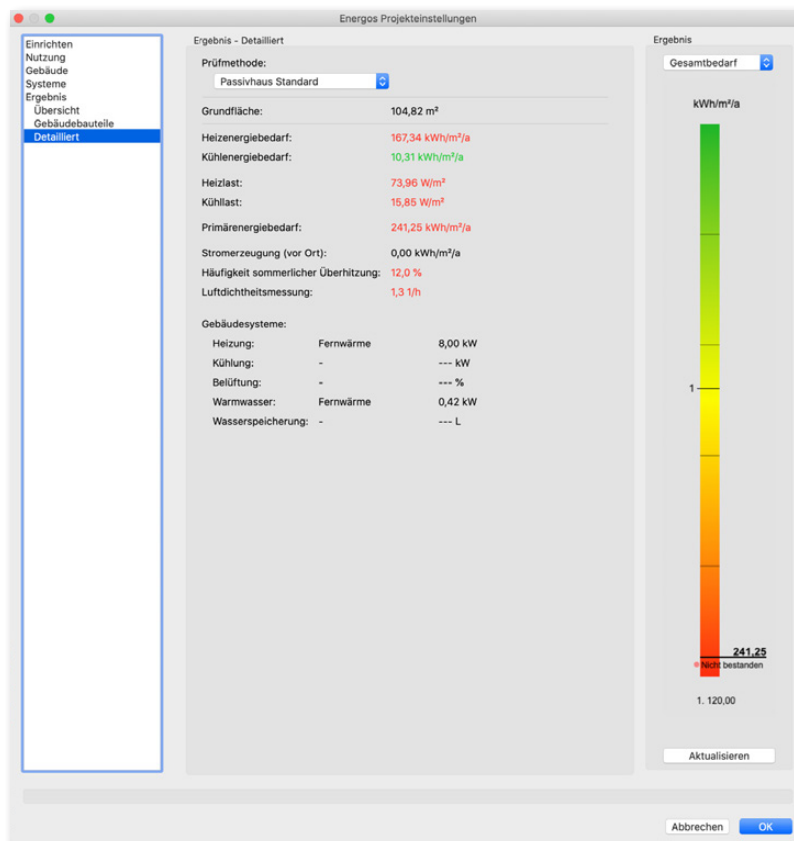 Energos Projekteinstellungen
Einrichten
Nutzung
Gebäude
Systeme
Ergebnis
Übersicht
Gebäudebauteile
Detailliert
Ergebnis - Detailliert
Prüfmethode:
Passivhaus Standard
Grundfläche: 104,82 m²
Heizenergiebedarf: 167,34 kWh/m²/a
Kühlenergiebedarf: 10,31 kWh/m²/a
Heizlast: 73,96 W/m²
Kühllast: 15,85 W/m²
Primärenergiebedarf: 241,25 kWh/m²/a
Stromerzeugung (vor Ort): 0,00 kWh/m²/a
Häufigkeit sommerlicher Überhitzung: 12,0 %
Luftdichtheitsmessung: 1,3 1/h
Gebäudesysteme:
Heizung: Fernwärme 8,00 kW
Kühlung: - --- kW
Belüftung: - --- %
Warmwasser: Fernwärme 0,42 kW
Wasserspeicherung: - --- L
Ergebnis
Gesamtbedarf
kWh/m²/a
1
241,25
Nicht bestanden
1. 120,00
Aktualisieren
Abbrechen
OK